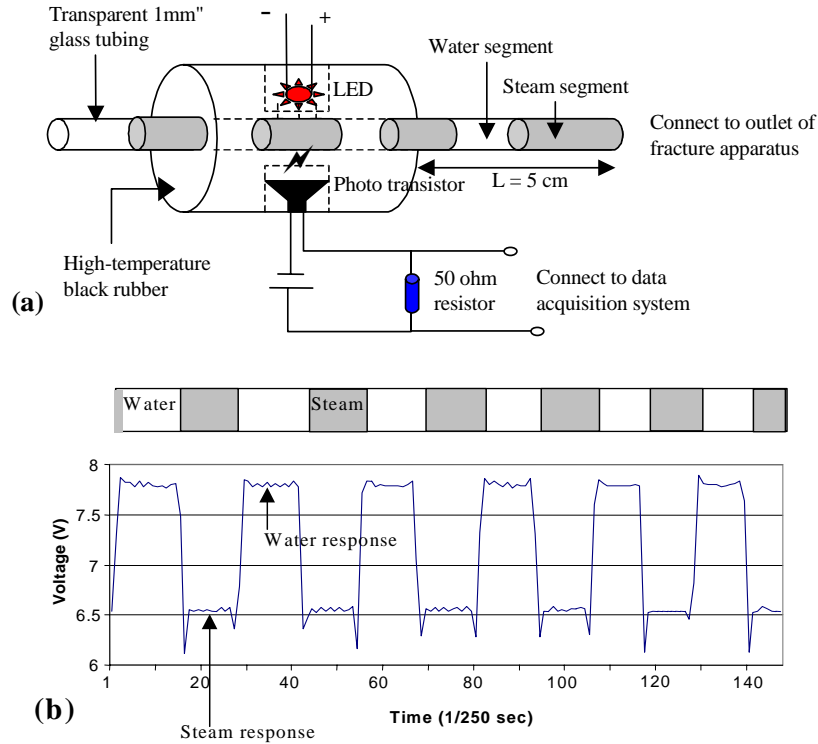 Transparent 1mm"
glass tubing
-
+
LED
Water segment
Steam segment
Connect to outlet of
fracture apparatus
Photo transistor
L = 5 cm
High-temperature
black rubber
50 ohm
resistor
Connect to data
acquisition system
(a)
Water
Steam
8
7.5
7
6.5
6
Voltage (V)
Water response
1
20
40
60
80
100
120
140
Time (1/250 sec)
Steam response
(b)